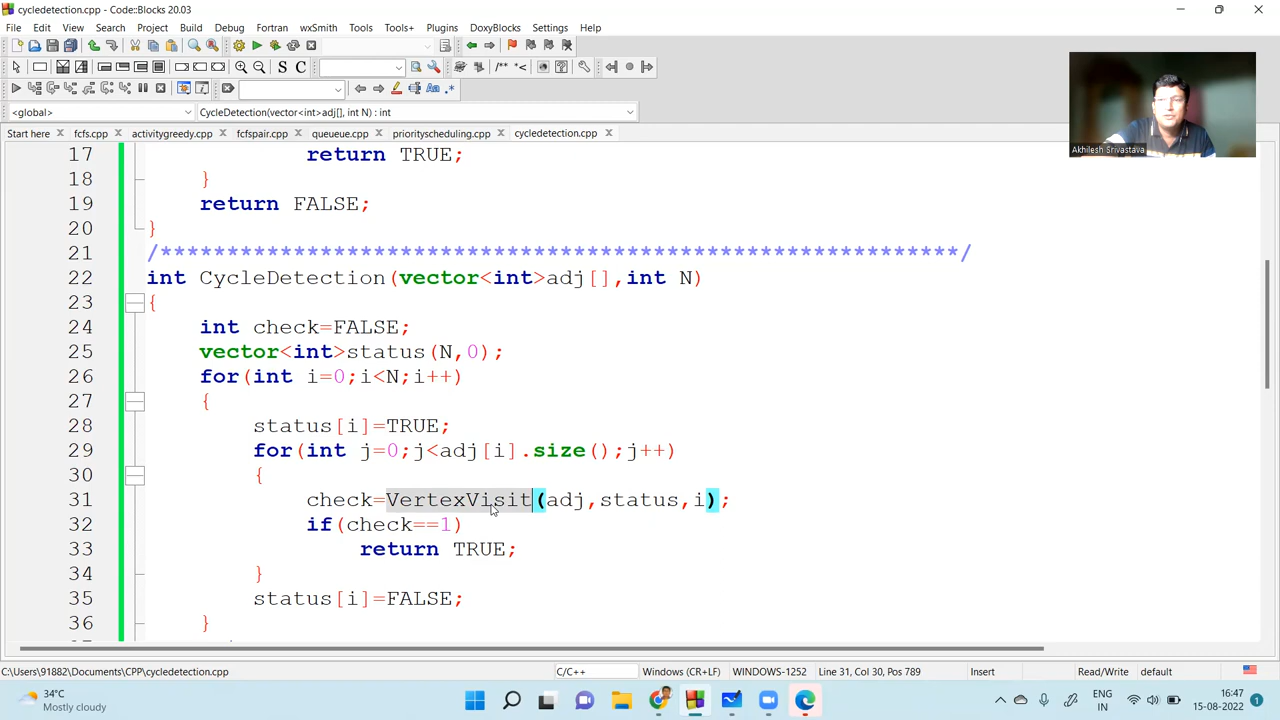 cycledetection.cpp - Code::Blocks 20.03
File Edit View Search Project Build Debug Fortran wxSmith Tools Tools+ Plugins DoxyBlocks Settings Help
S C /** *<
Aa .*
<global> CycleDetection(vector<int>adj[], int N) : int
Start here fcfs.cpp activitygreedy.cpp fcfspair.cpp queueue.cpp priorityscheduling.cpp cycledetection.cpp
17 return TRUE;
18 }
19 return FALSE;
20 }
21 /************************************************************/
22 int CycleDetection(vector<int>adj[],int N)
23 {
24 int check=FALSE;
25 vector<int>status(N,0);
26 for(int i=0;i<N;i++)
27 {
28 status[i]=TRUE;
29 for(int j=0;j<adj[i].size();j++)
30 {
31 check=VertexVisit(adj,status,i);
32 if(check==1)
33 return TRUE;
34 }
35 status[i]=FALSE;
36 }
Akhilesh Srivastava
C:\Users\91882\Documents\CPP\cycledetection.cpp C/C++ Windows (CR+LF) WINDOWS-1252 Line 31, Col 30, Pos 789 Insert Read/Write default
34°C
Mostly cloudy
ENG
IN
16:47
15-08-2022
1